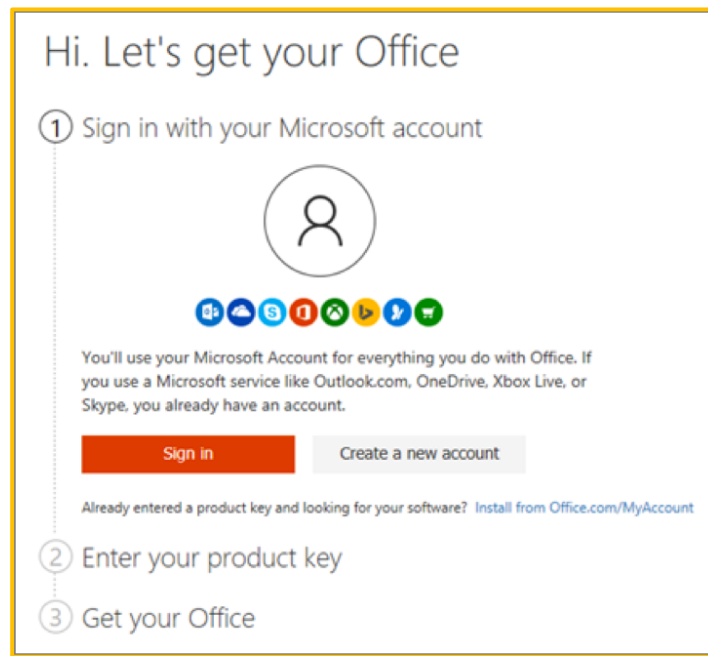 Hi. Let's get your Office
1 Sign in with your Microsoft account
You'll use your Microsoft Account for everything you do with Office. If
you use a Microsoft service like Outlook.com, OneDrive, Xbox Live, or
Skype, you already have an account.
Sign in Create a new account
Already entered a product key and looking for your software? Install from Office.com/MyAccount
2 Enter your product key
3 Get your Office